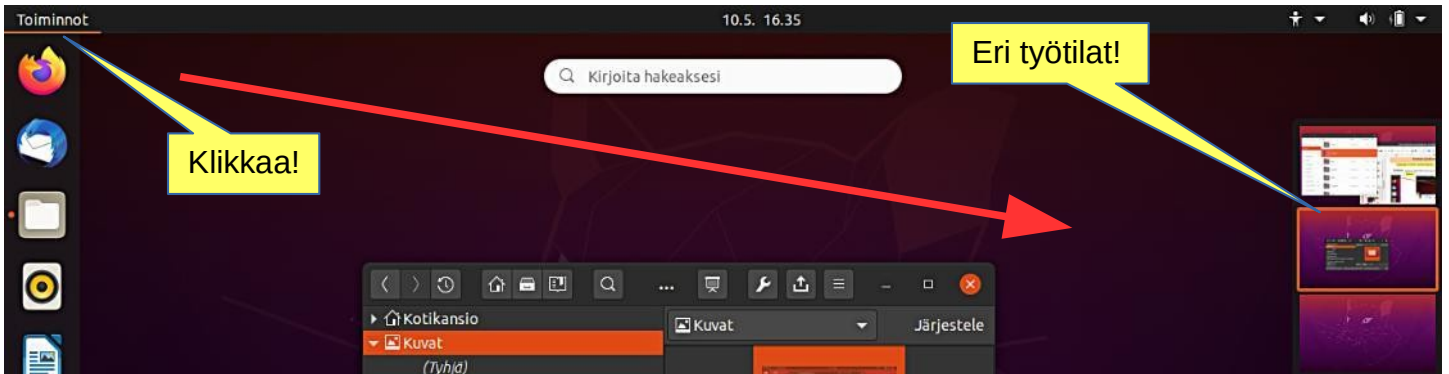 Toiminnot
10.5. 16.35
Eri työtilat!
Kirjoita hakeaksesi
Klikkaa!
...
Kotikansio
Kuvat
Järjestele
Kuvat
(Tyhjä)